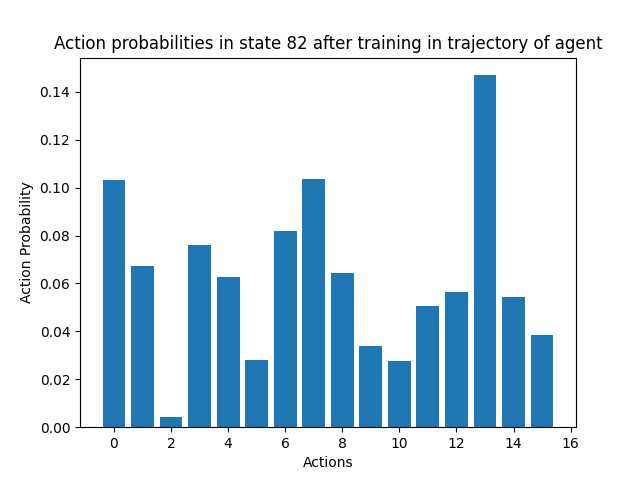 Action probabilities in state 82 after training in trajectory of agent
0.14
0.12
0.10
0.08
0.06
0.04
0.02
0.00
Action Probability
0 2 4 6 8 10 12 14 16
Actions